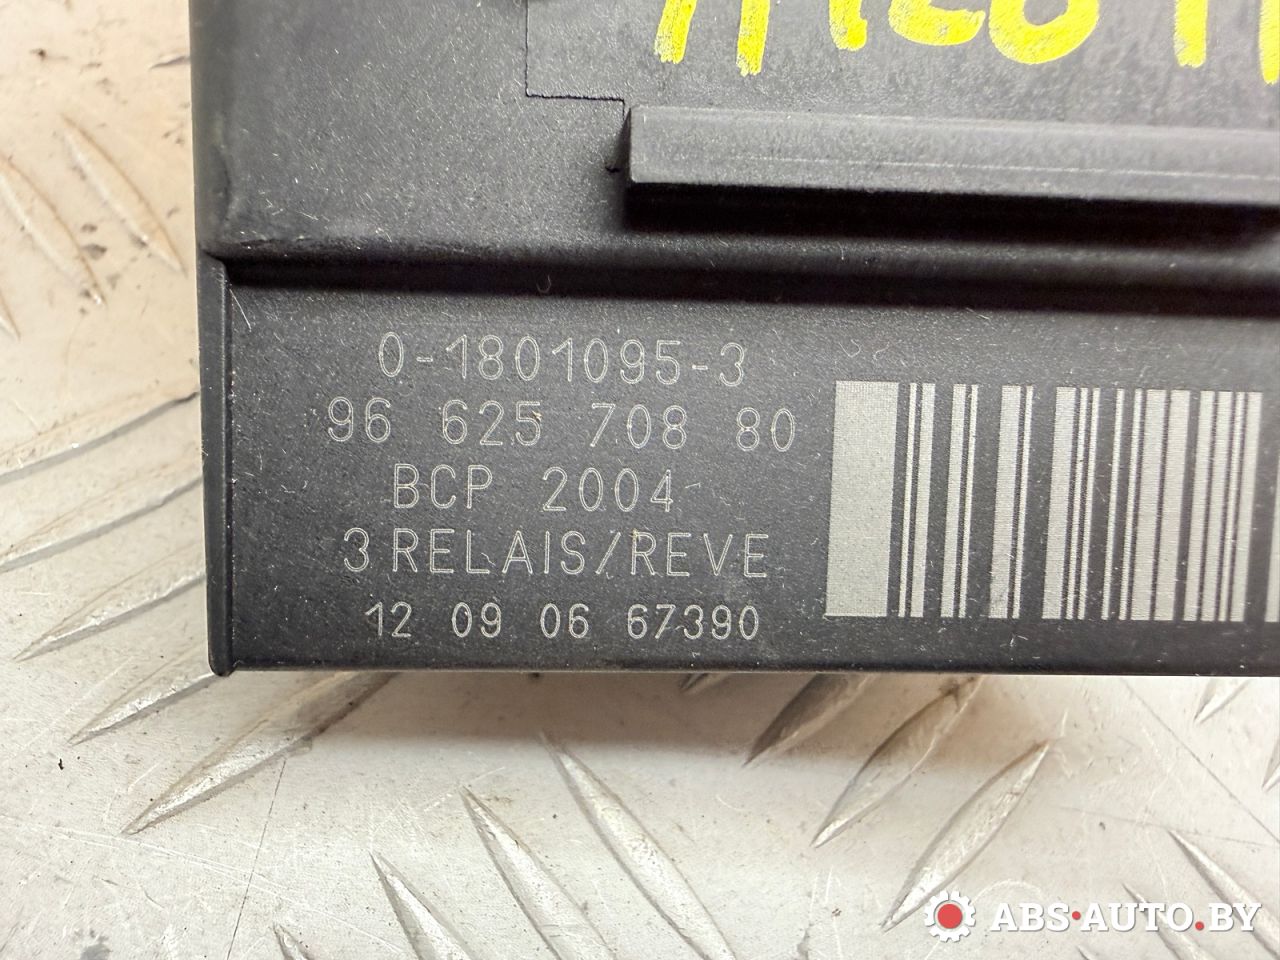 0-1801095-3
96 625 708 80
BCP 2004
3 RELAIS/REVE
12 09 06 67390
ABS-AUTO.BY